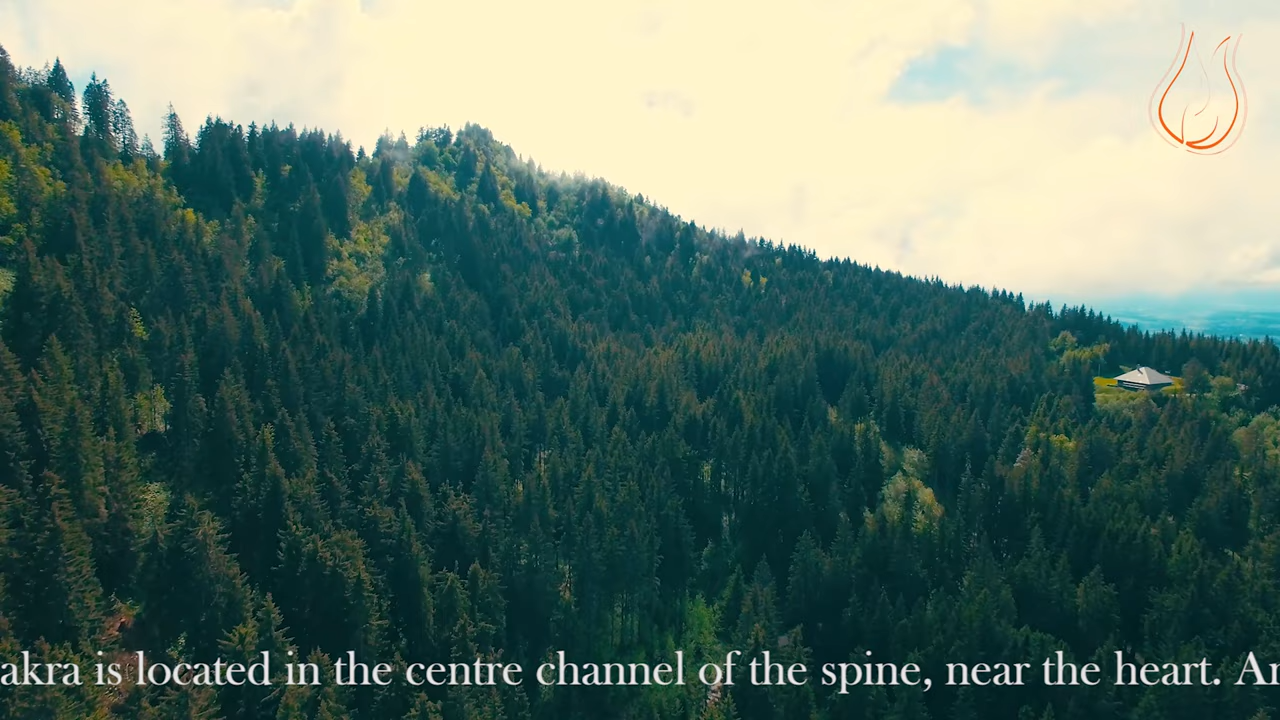 akra is located in the centre channel of the spine, near the heart. An